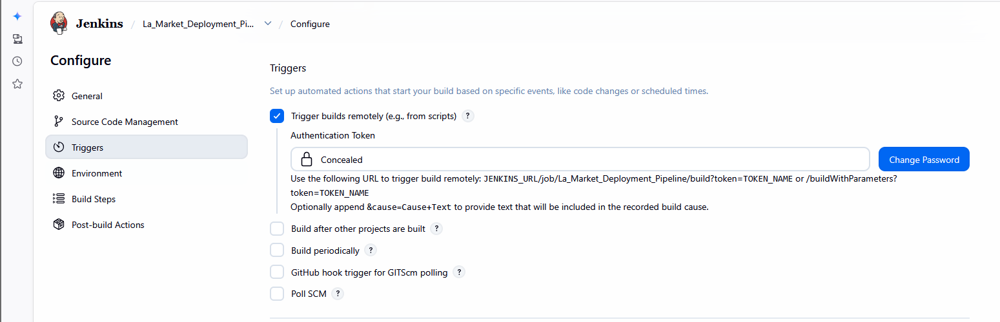 Jenkins / La_Market_Deployment_Pi... / Configure
Configure
General
Source Code Management
Triggers
Environment
Build Steps
Post-build Actions
Triggers
Set up automated actions that start your build based on specific events, like code changes or scheduled times.
Trigger builds remotely (e.g., from scripts) ?
Authentication Token
Concealed
Change Password
Use the following URL to trigger build remotely: JENKINS_URL/job/La_Market_Deployment_Pipeline/build?token=TOKEN_NAME or /buildWithParameters?
token=TOKEN_NAME
Optionally append &cause=Cause+Text to provide text that will be included in the recorded build cause.
Build after other projects are built ?
Build periodically ?
GitHub hook trigger for GITScm polling ?
Poll SCM ?